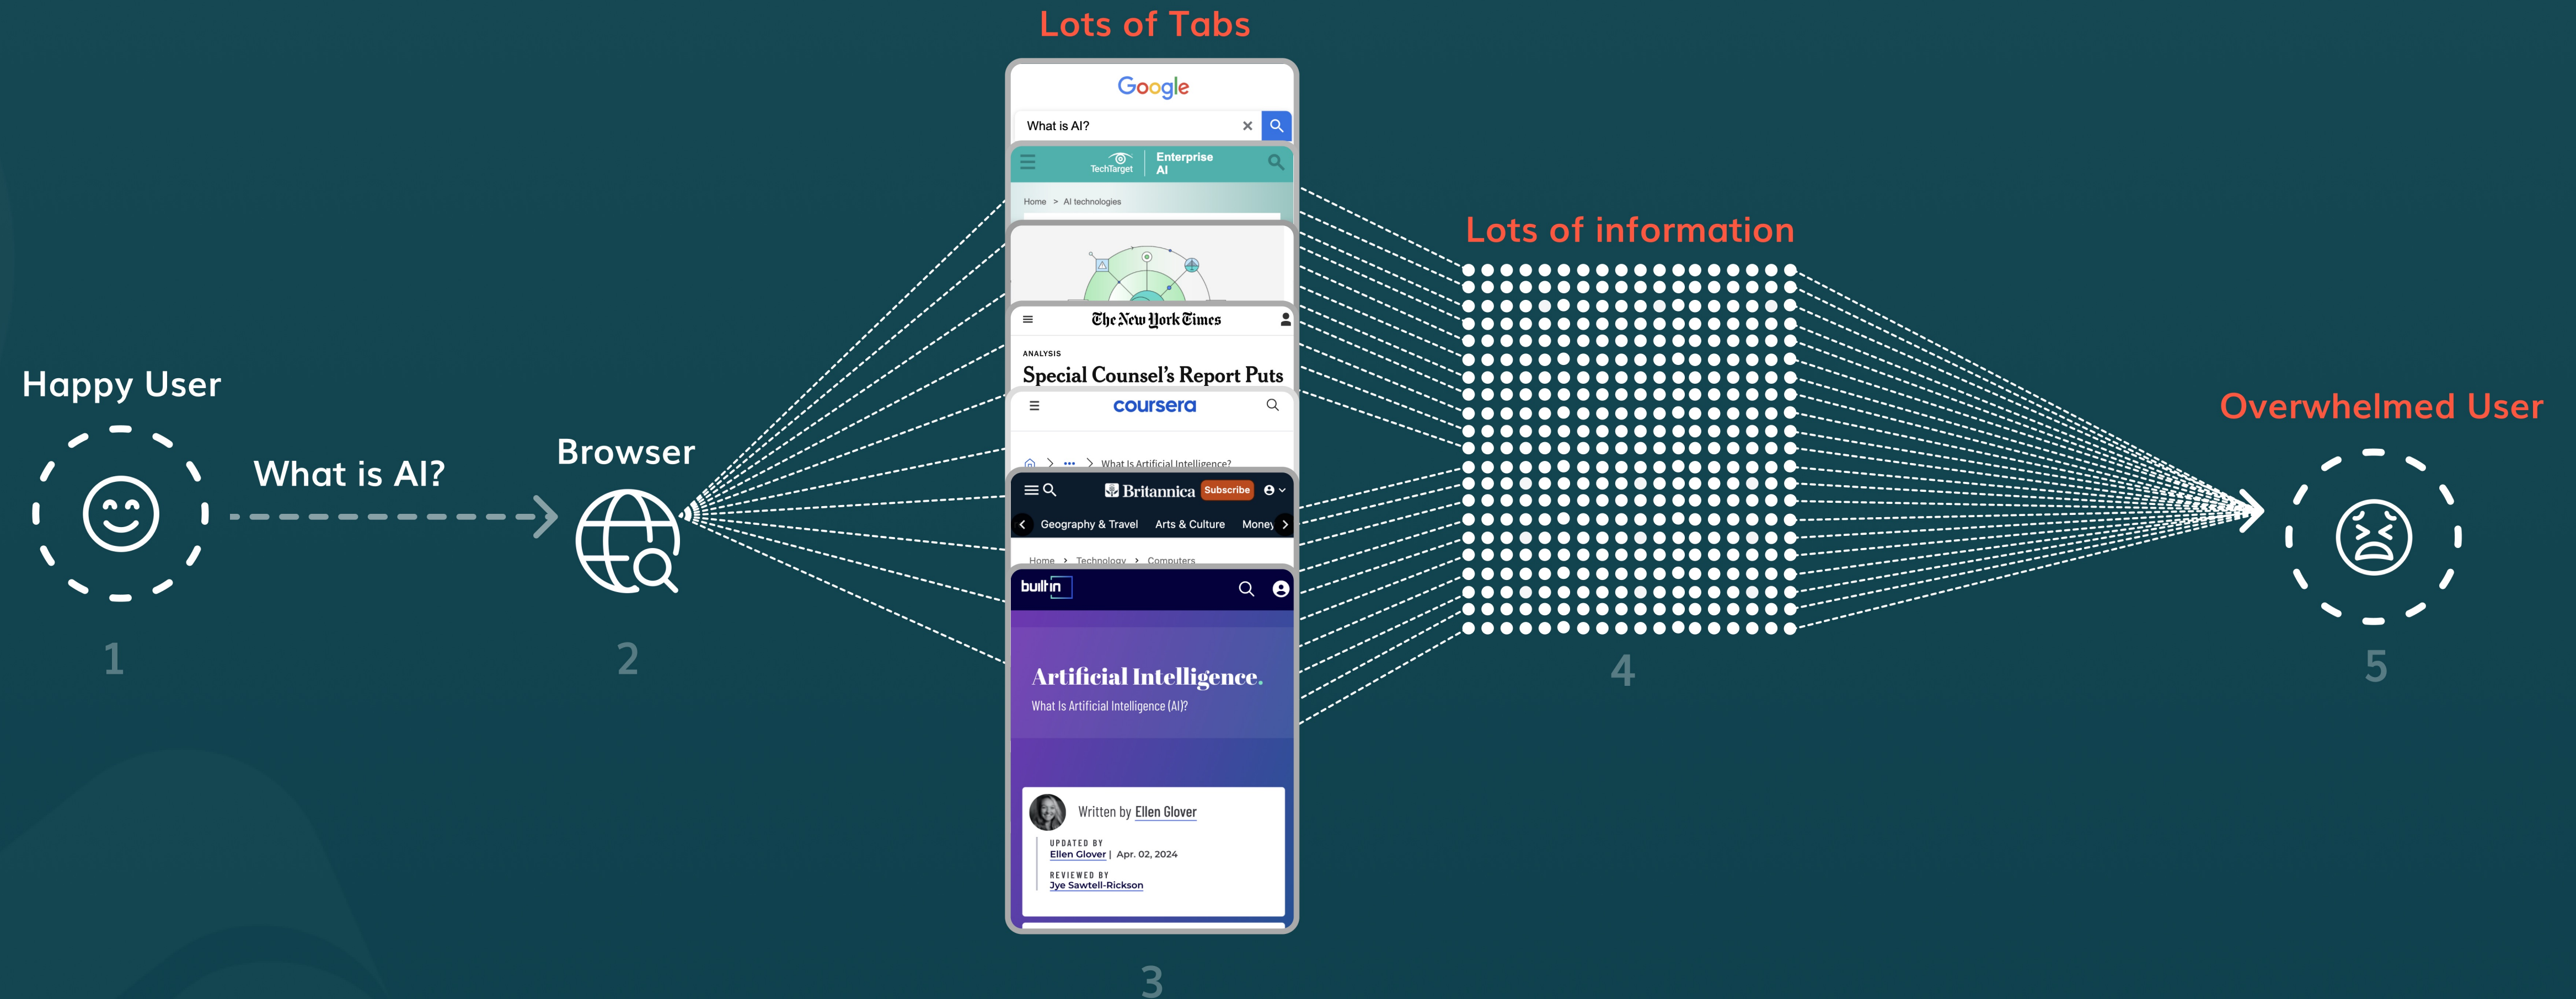 Lots of Tabs
Google
What is AI?
TechTarget
Enterprise
AI
Home > AI technologies
The New York Times
ANALYSIS
Special Counsel's Report Puts
coursera
What Is Artificial Intelligence?
Britannica Subscribe
Geography & Travel Arts & Culture Money
Home > Technology > Computers
built in
Artificial Intelligence.
What Is Artificial Intelligence (AI)?
Written by Ellen Glover
UPDATED BY
Ellen Glover | Apr. 02, 2024
REVIEWED BY
Jye Sawtell-Rickson
Happy User
What is AI?
Browser
Lots of information
Overwhelmed User
1
2
3
4
5